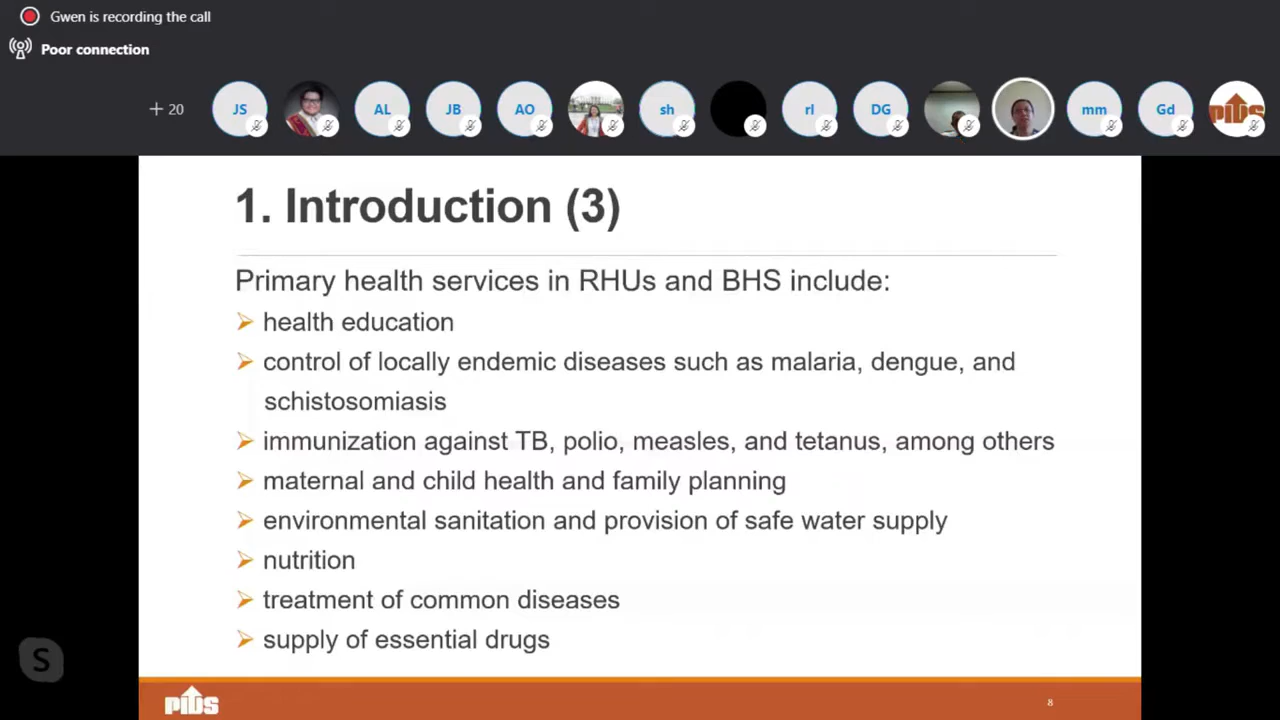 Gwen is recording the call
Poor connection
+ 20
JS
AL
JB
AO
sh
rl
DG
mm
Gd
PIDS
1. Introduction (3)
Primary health services in RHUs and BHS include:
health education
control of locally endemic diseases such as malaria, dengue, and
schistosomiasis
immunization against TB, polio, measles, and tetanus, among others
maternal and child health and family planning
environmental sanitation and provision of safe water supply
nutrition
treatment of common diseases
supply of essential drugs
S
PIDS
8